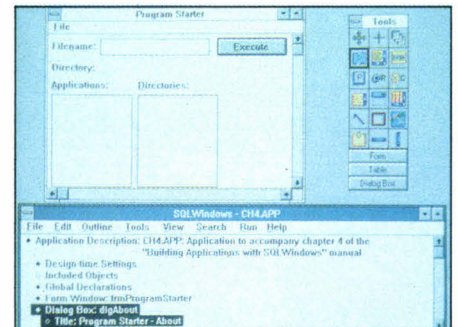 Program Starter
File
Filename:
Execute
Directory:
Applications:
Directories:
Tools
Form
Table
Dialog Box
SQLWindows - CH4.APP
File Edit Outline Tools View Search Run Help
Application Description: CH4.APP: Application to accompany chapter 4 of the
"Building Applications with SQLWindows" manual
Design-time Settings
Included Objects
Global Declarations
Form Window: frmProgramStarter
Dialog Box: dlgAbout
Title: Program Starter - About